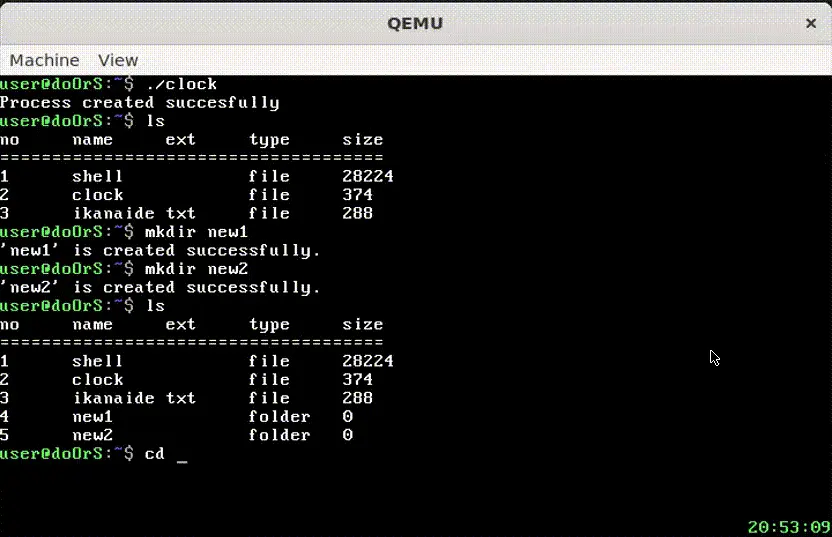 QEMU ×
Machine View
user@doOrS:~$ ./clock
Process created succesfully
user@doOrS:~$ ls
no name ext type size
======================================
1 shell file 28224
2 clock file 374
3 ikanaide txt file 288
user@doOrS:~$ mkdir new1
'new1' is created successfully.
user@doOrS:~$ mkdir new2
'new2' is created successfully.
user@doOrS:~$ ls
no name ext type size
======================================
1 shell file 28224
2 clock file 374
3 ikanaide txt file 288
4 new1 folder 0
5 new2 folder 0
user@doOrS:~$ cd _
20:53:09